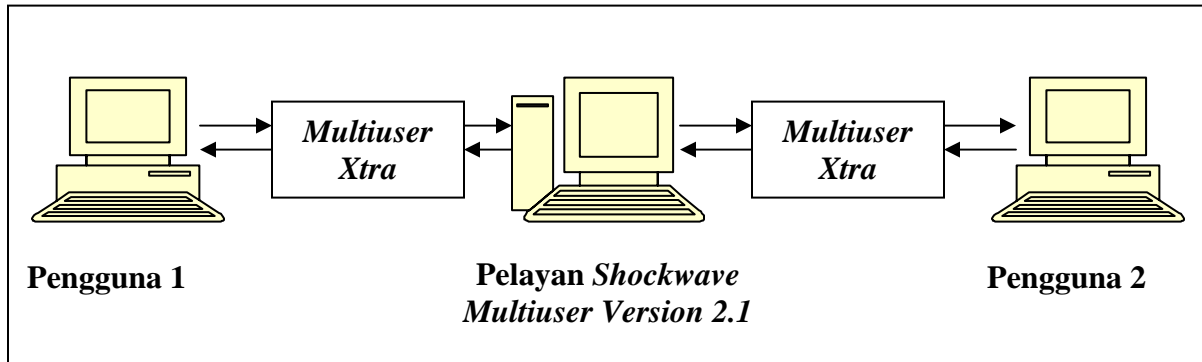 Multiuser
Xtra
Multiuser
Xtra
Pengguna 1
Pelayan Shockwave
Multiuser Version 2.1
Pengguna 2